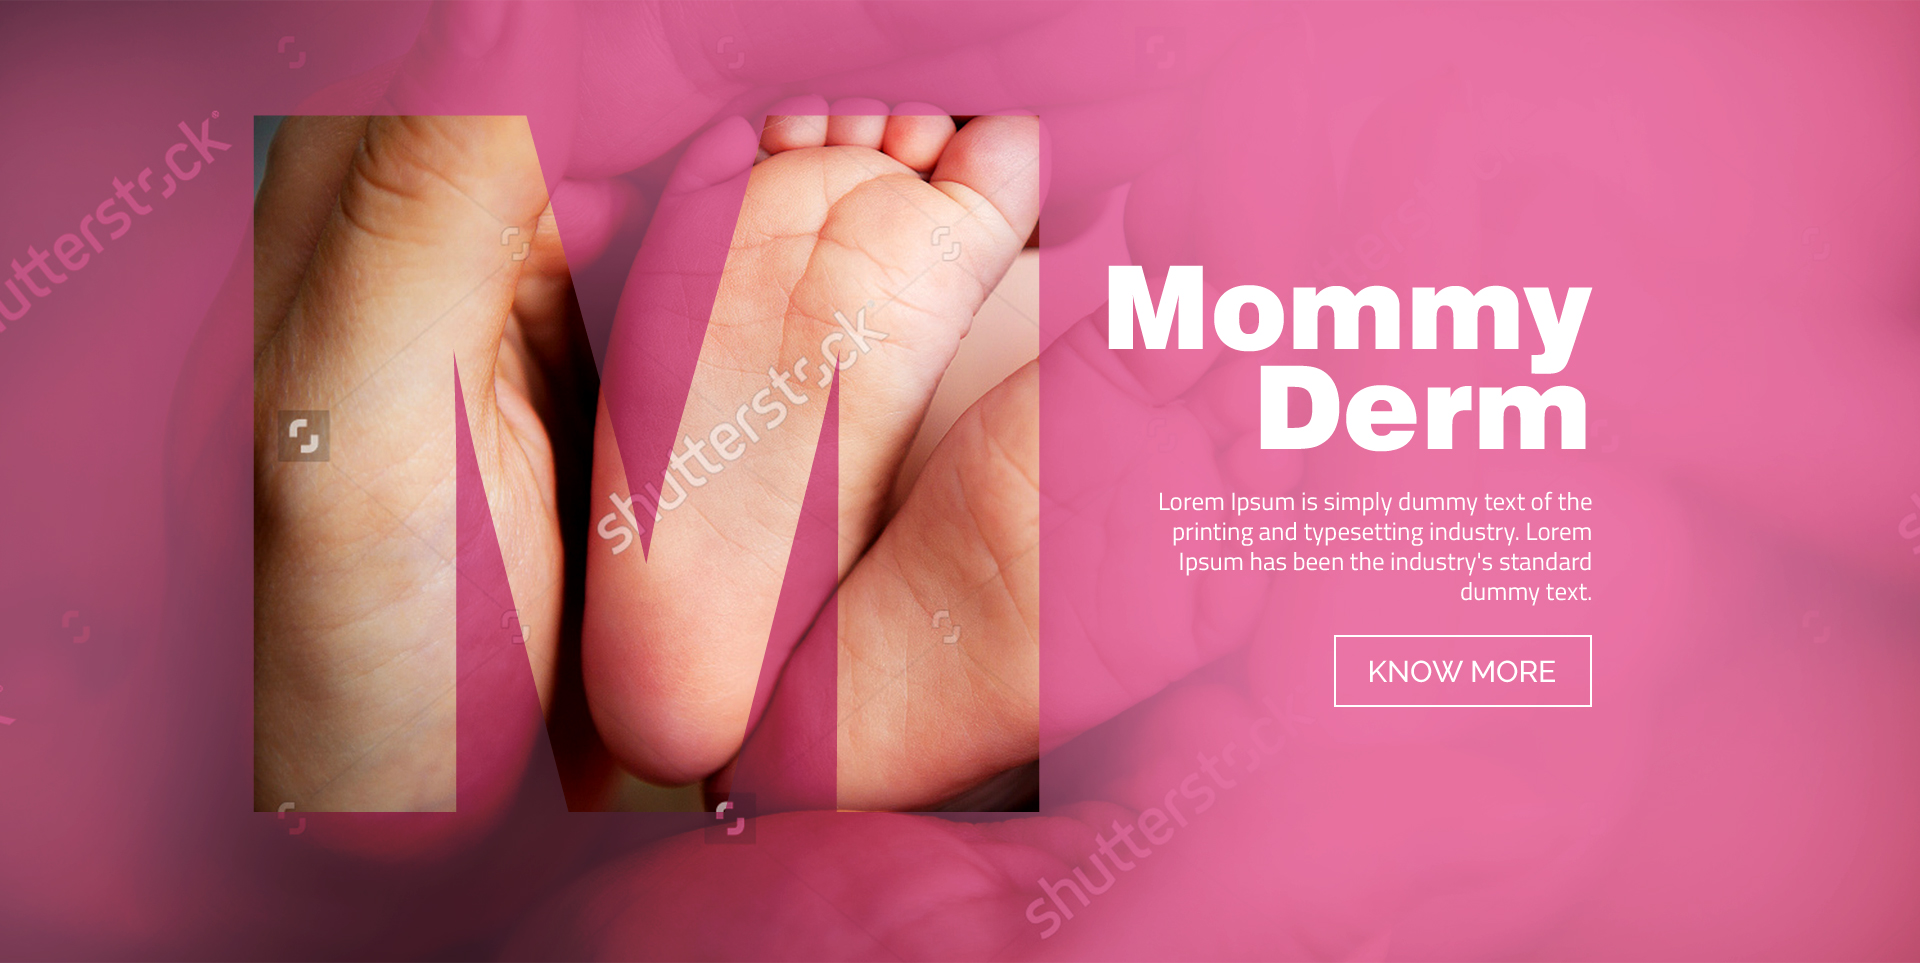 shutterstock
M
shutterstock
Mommy
Derm
Lorem Ipsum is simply dummy text of the
printing and typesetting industry. Lorem
Ipsum has been the industry's standard
dummy text.
KNOW MORE
shutterstock